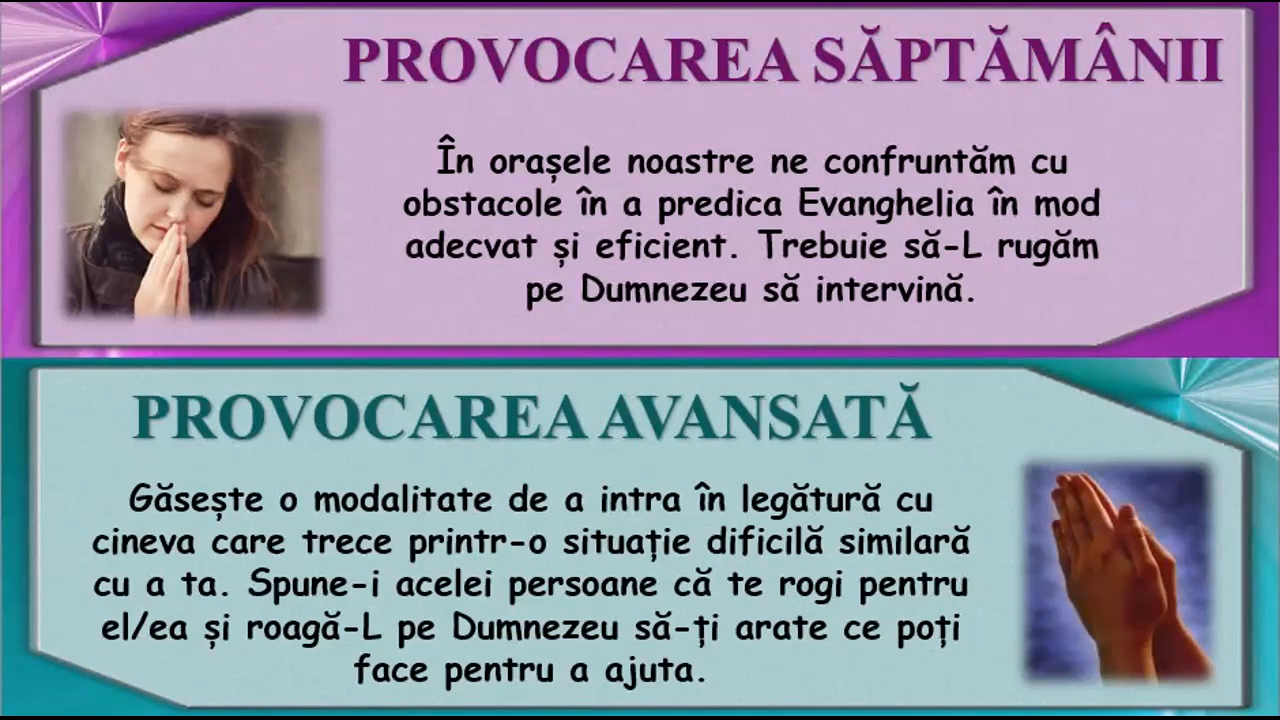 PROVOCAREA SĂPTĂMÂNII
În orașele noastre ne confruntăm cu
obstacole în a predica Evanghelia în mod
adecvat și eficient. Trebuie să-L rugăm
pe Dumnezeu să intervină.
PROVOCAREA AVANSATĂ
Găsește o modalitate de a intra în legătură cu
cineva care trece printr-o situație dificilă similară
cu a ta. Spune-i acelei persoane că te rogi pentru
el/ea și roagă-L pe Dumnezeu să-ți arate ce poți
face pentru a ajuta.